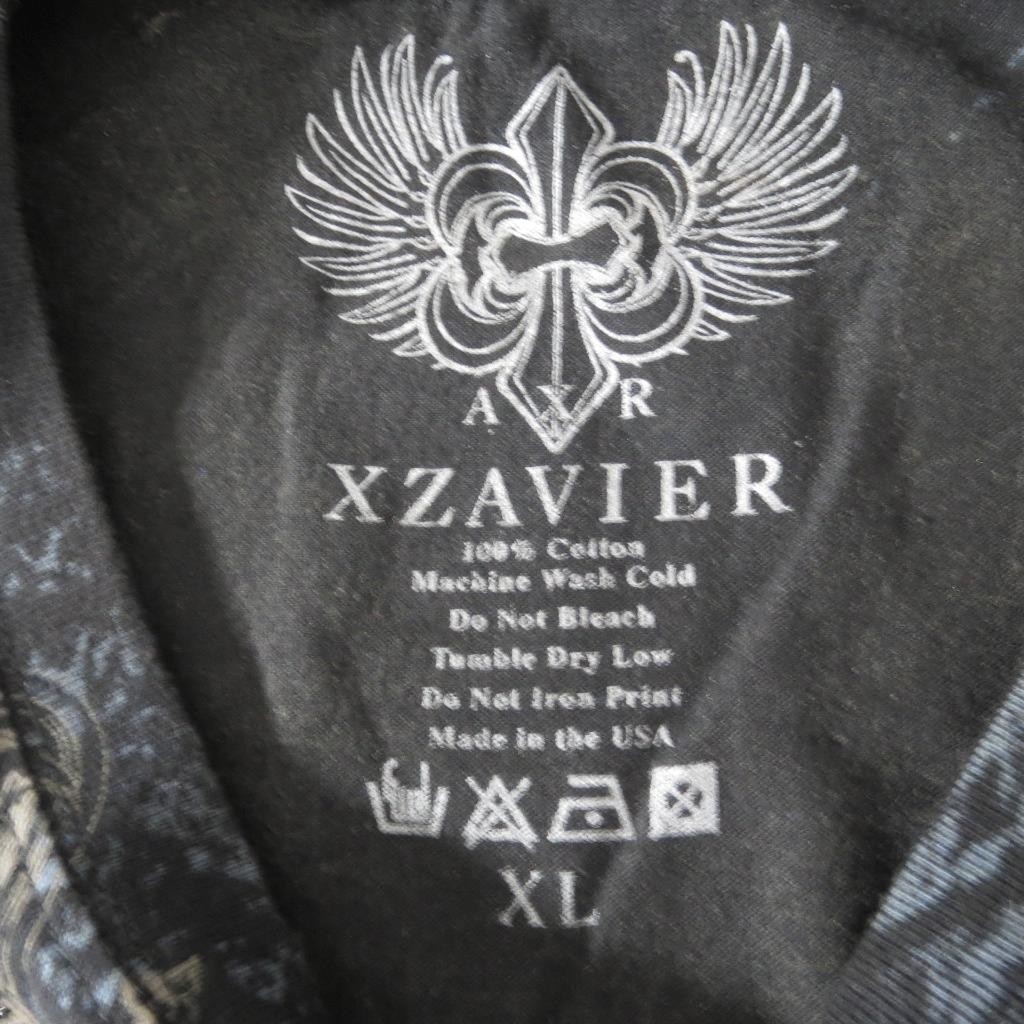 A X R
XZAVIER
100% Cotton
Machine Wash Cold
Do Not Bleach
Tumble Dry Low
Do Not Iron Print
Made in the USA
XL